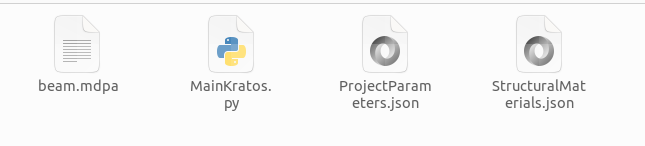 beam.mdpa
MainKratos.
py
ProjectParam
eters.json
StructuralMat
erials.json